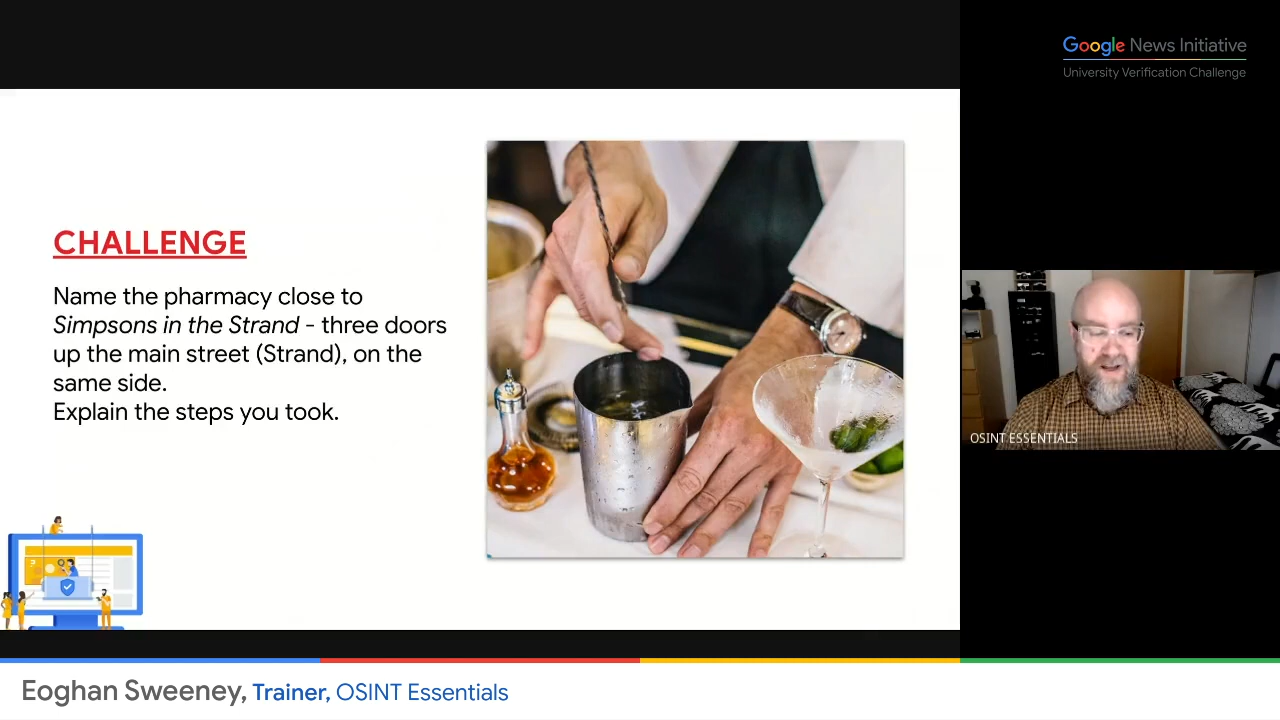 Google News Initiative
University Verification Challenge
CHALLENGE
Name the pharmacy close to
Simpsons in the Strand - three doors
up the main street (Strand), on the
same side.
Explain the steps you took.
OSINT ESSENTIALS
Eoghan Sweeney, Trainer, OSINT Essentials